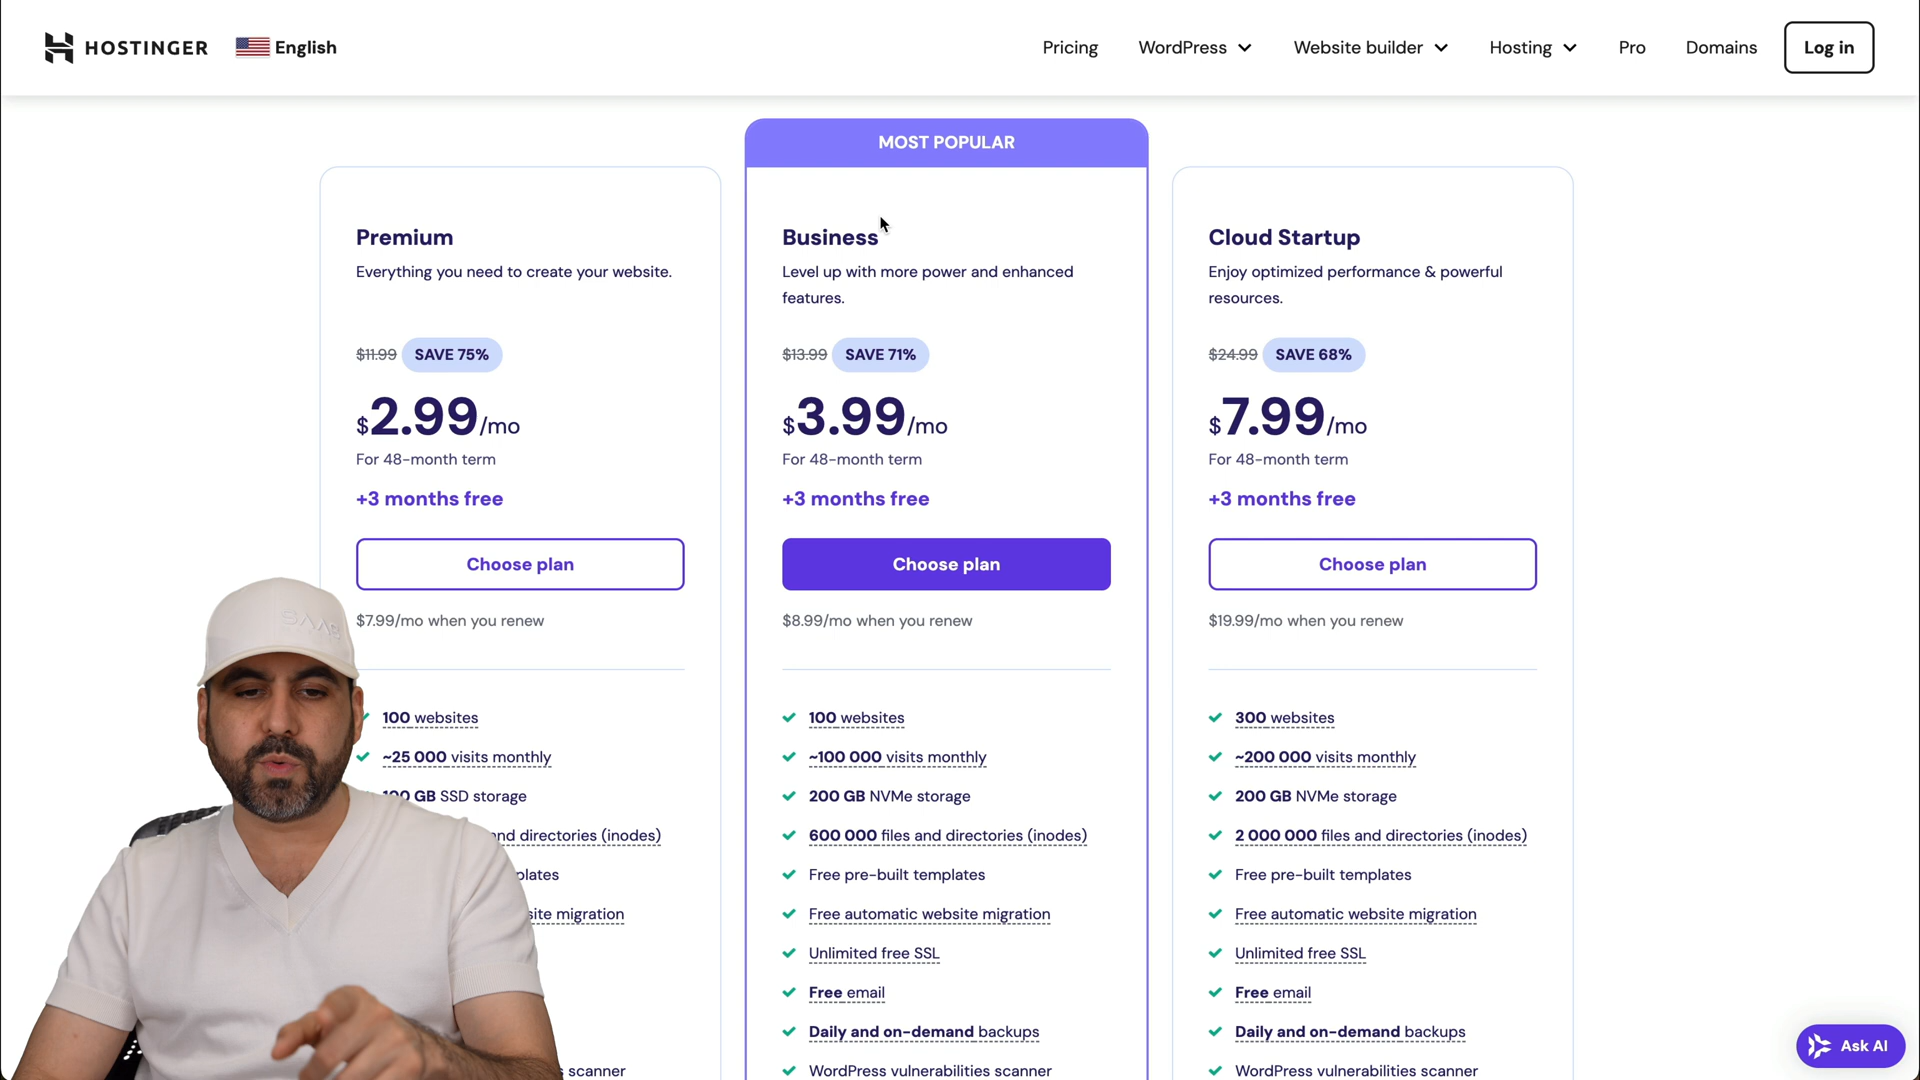 HOSTINGER
English
Pricing
WordPress
Website builder
Hosting
Pro
Domains
Log in
MOST POPULAR
Premium
Everything you need to create your website.
$11.99 SAVE 75%
$2.99/mo
For 48-month term
+3 months free
Choose plan
$7.99/mo when you renew
100 websites
~25 000 visits monthly
100 GB SSD storage
and directories (inodes)
site migration
scanner
Business
Level up with more power and enhanced
features.
$13.99 SAVE 71%
$3.99/mo
For 48-month term
+3 months free
Choose plan
$8.99/mo when you renew
100 websites
~100 000 visits monthly
200 GB NVMe storage
600 000 files and directories (inodes)
Free pre-built templates
Free automatic website migration
Unlimited free SSL
Free email
Daily and on-demand backups
WordPress vulnerabilities scanner
Cloud Startup
Enjoy optimized performance & powerful
resources.
$24.99 SAVE 68%
$7.99/mo
For 48-month term
+3 months free
Choose plan
$19.99/mo when you renew
300 websites
~200 000 visits monthly
200 GB NVMe storage
2 000 000 files and directories (inodes)
Free pre-built templates
Free automatic website migration
Unlimited free SSL
Free email
Daily and on-demand backups
WordPress vulnerabilities scanner
Ask AI